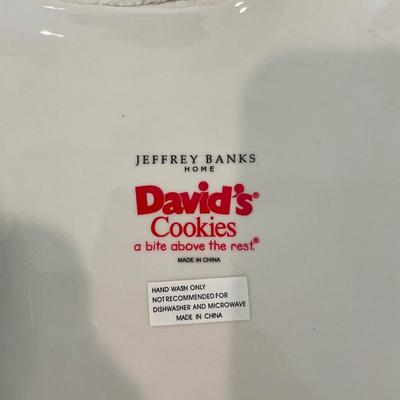 JEFFREY BANKS
HOME
David's®
Cookies
a bite above the rest.®
MADE IN CHINA
HAND WASH ONLY
NOT RECOMMENDED FOR
DISHWASHER AND MICROWAVE
MADE IN CHINA